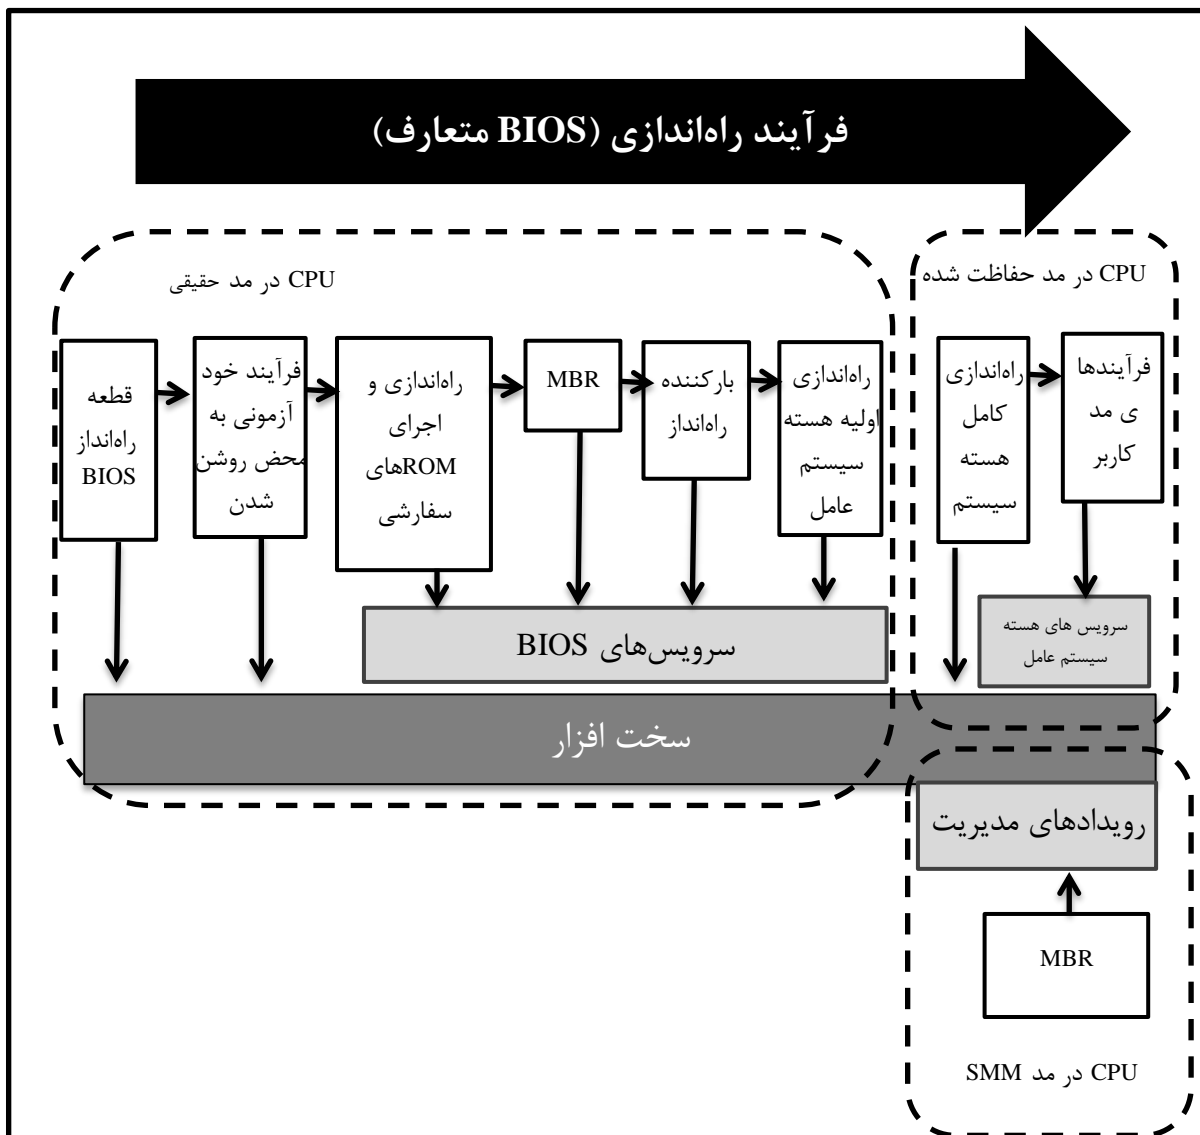 فرآیند راه‌اندازی (BIOS متعارف)
CPU در مد حقیقی
CPU در مد حفاظت شده
قطعه
راه‌انداز
BIOS
فرآیند خود
آزمونی به
محض روشن
شدن
راه‌اندازی و
اجرای
ROMهای
سفارشی
MBR
بارکننده
راه‌انداز
راه‌اندازی
اولیه هسته
سیستم
عامل
راه‌اندازی
کامل
هسته
سیستم
فرآیندها
ی مد
کاربر
سرویس‌های BIOS
سرویس های هسته
سیستم عامل
سخت افزار
رویدادهای مدیریت
MBR
CPU در مد SMM